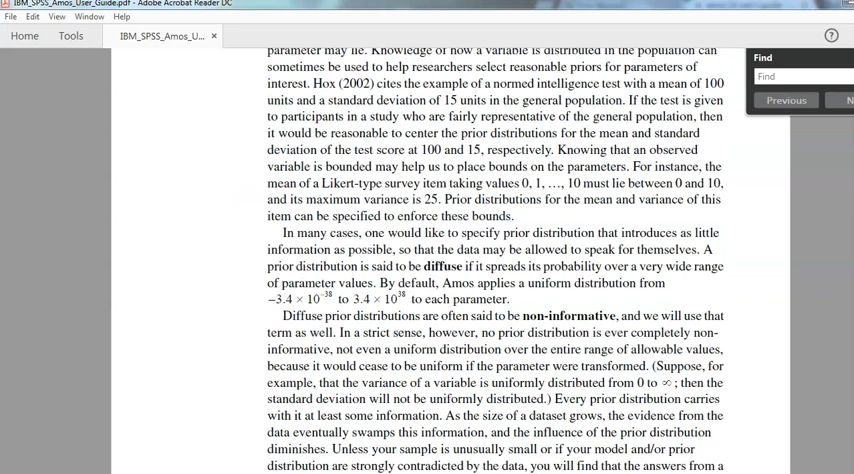 IBM_SPSS_Amos_User_Guide.pdf - Adobe Acrobat Reader DC
File Edit View Window Help
Home Tools IBM_SPSS_Amos_U... ×
parameter may lie. Knowledge of how a variable is distributed in the population can
sometimes be used to help researchers select reasonable priors for parameters of
interest. Hox (2002) cites the example of a normed intelligence test with a mean of 100
units and a standard deviation of 15 units in the general population. If the test is given
to participants in a study who are fairly representative of the general population, then
it would be reasonable to center the prior distributions for the mean and standard
deviation of the test score at 100 and 15, respectively. Knowing that an observed
variable is bounded may help us to place bounds on the parameters. For instance, the
mean of a Likert-type survey item taking values 0, 1, …, 10 must lie between 0 and 10,
and its maximum variance is 25. Prior distributions for the mean and variance of this
item can be specified to enforce these bounds.
In many cases, one would like to specify prior distribution that introduces as little
information as possible, so that the data may be allowed to speak for themselves. A
prior distribution is said to be diffuse if it spreads its probability over a very wide range
of parameter values. By default, Amos applies a uniform distribution from
−3.4 × 10⁻³⁸ to 3.4 × 10³⁸ to each parameter.
Diffuse prior distributions are often said to be non-informative, and we will use that
term as well. In a strict sense, however, no prior distribution is ever completely non-
informative, not even a uniform distribution over the entire range of allowable values,
because it would cease to be uniform if the parameter were transformed. (Suppose, for
example, that the variance of a variable is uniformly distributed from 0 to ∞; then the
standard deviation will not be uniformly distributed.) Every prior distribution carries
with it at least some information. As the size of a dataset grows, the evidence from the
data eventually swamps this information, and the influence of the prior distribution
diminishes. Unless your sample is unusually small or if your model and/or prior
distribution are strongly contradicted by the data, you will find that the answers from a
Find
Find
Previous N